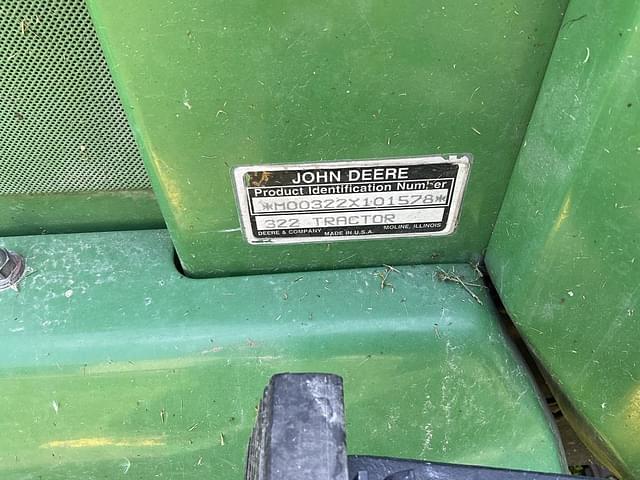 JOHN DEERE
Product Identification Number
*M00322X101578*
322 TRACTOR
DEERE & COMPANY MADE IN U.S.A. MOLINE, ILLINOIS